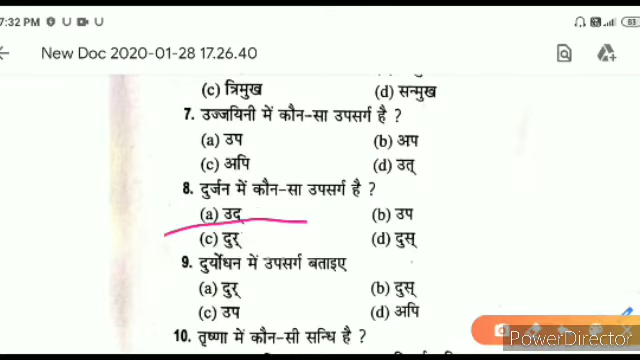 7:32 PM
83
New Doc 2020-01-28 17.26.40
(c) त्रिमुख (d) सन्मुख
7. उज्जयिनी में कौन-सा उपसर्ग है ?
(a) उप (b) अप
(c) अपि (d) उत्
8. दुर्जन में कौन-सा उपसर्ग है ?
(a) उद् (b) उप
(c) दुर् (d) दुस्
9. दुर्योधन में उपसर्ग बताइए
(a) दुर् (b) दुस्
(c) उप (d) अपि
10. तृष्णा में कौन-सी सन्धि है ?
PowerDirector